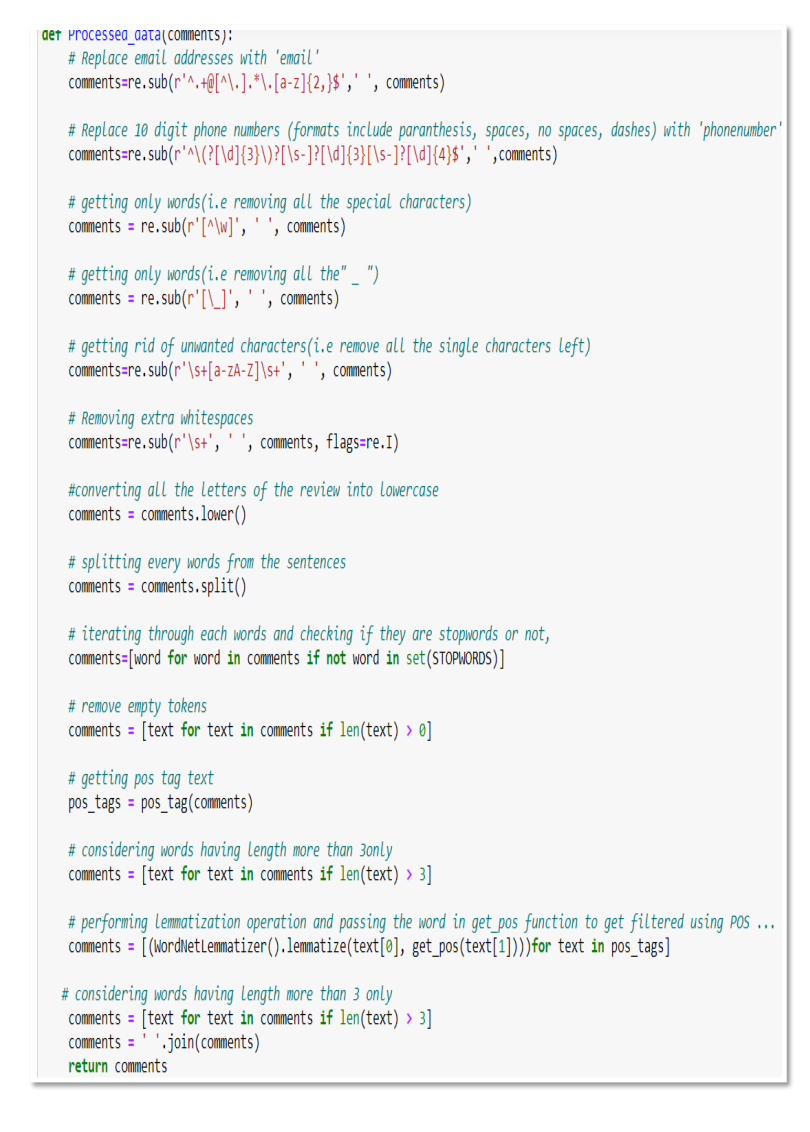 def Processed_data(comments):
# Replace email addresses with 'email'
comments=re.sub(r'^.+@[^\.].*\.[a-z]{2,}$',' ', comments)
# Replace 10 digit phone numbers (formats include paranthesis, spaces, no spaces, dashes) with 'phonenumber'
comments=re.sub(r'^\(?[\d]{3}\)?[\s-]?[\d]{3}[\s-]?[\d]{4}$',' ',comments)
# getting only words(i.e removing all the special characters)
comments = re.sub(r'[^\w]', ' ', comments)
# getting only words(i.e removing all the" _ ")
comments = re.sub(r'[\_]', ' ', comments)
# getting rid of unwanted characters(i.e remove all the single characters left)
comments=re.sub(r'\s+[a-zA-Z]\s+', ' ', comments)
# Removing extra whitespaces
comments=re.sub(r'\s+', ' ', comments, flags=re.I)
#converting all the letters of the review into lowercase
comments = comments.lower()
# splitting every words from the sentences
comments = comments.split()
# iterating through each words and checking if they are stopwords or not,
comments=[word for word in comments if not word in set(STOPWORDS)]
# remove empty tokens
comments = [text for text in comments if len(text) > 0]
# getting pos tag text
pos_tags = pos_tag(comments)
# considering words having length more than 3only
comments = [text for text in comments if len(text) > 3]
# performing lemmatization operation and passing the word in get_pos function to get filtered using POS ...
comments = [(WordNetLemmatizer().lemmatize(text[0], get_pos(text[1])))for text in pos_tags]
# considering words having length more than 3 only
comments = [text for text in comments if len(text) > 3]
comments = ' '.join(comments)
return comments